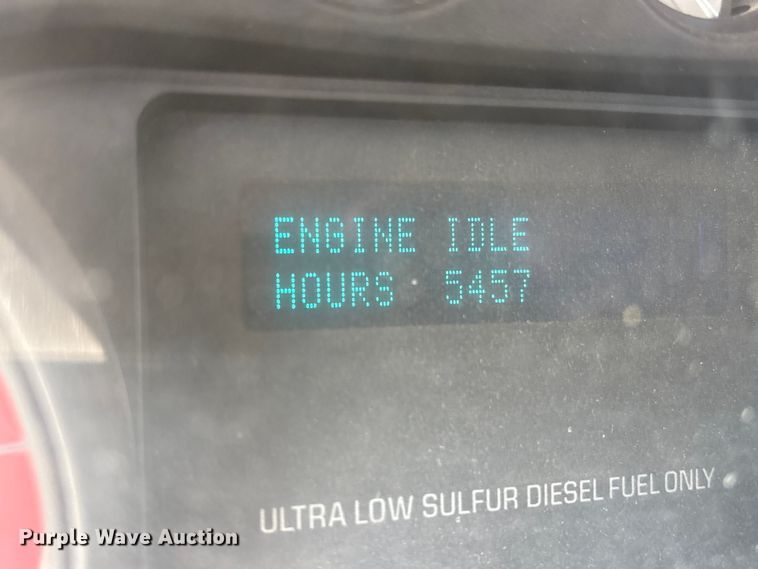 ENGINE IDLE
HOURS 5457
ULTRA LOW SULFUR DIESEL FUEL ONLY
Purple Wave Auction